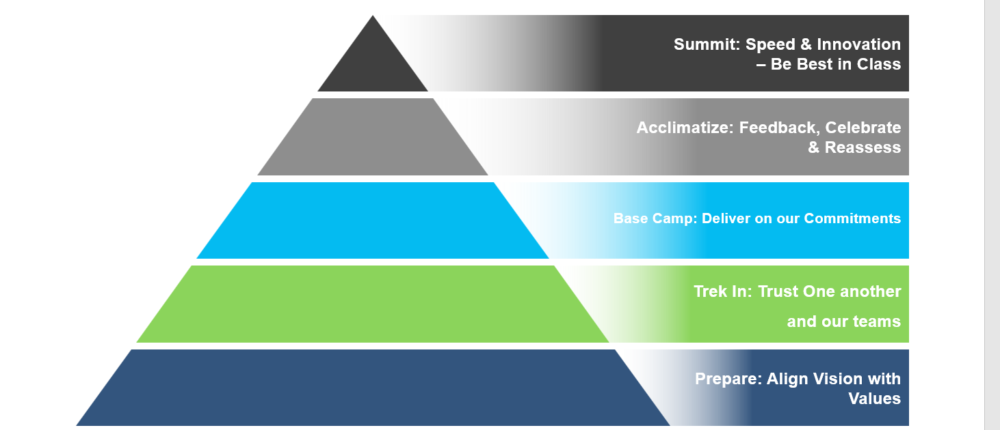 Summit: Speed & Innovation
– Be Best in Class
Acclimatize: Feedback, Celebrate
& Reassess
Base Camp: Deliver on our Commitments
Trek In: Trust One another
and our teams
Prepare: Align Vision with
Values